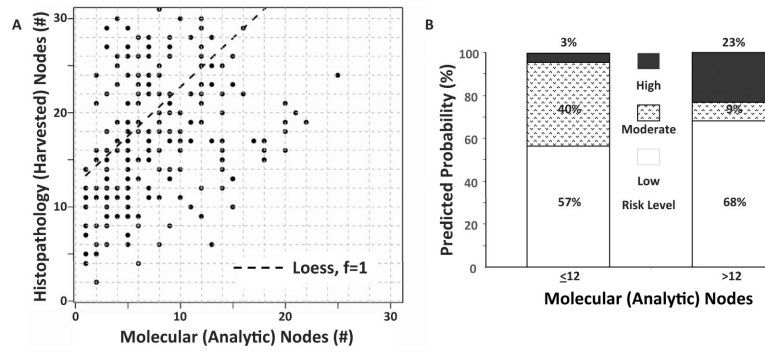 A
Histopathology (Harvested) Nodes (#)
30
20
10
0
Loess, f=1
0 10 20 30
Molecular (Analytic) Nodes (#)
B
Predicted Probability (%)
100
80
60
40
20
0
3%
40%
57%
High
Moderate
Low
Risk Level
23%
9%
68%
≤12 >12
Molecular (Analytic) Nodes